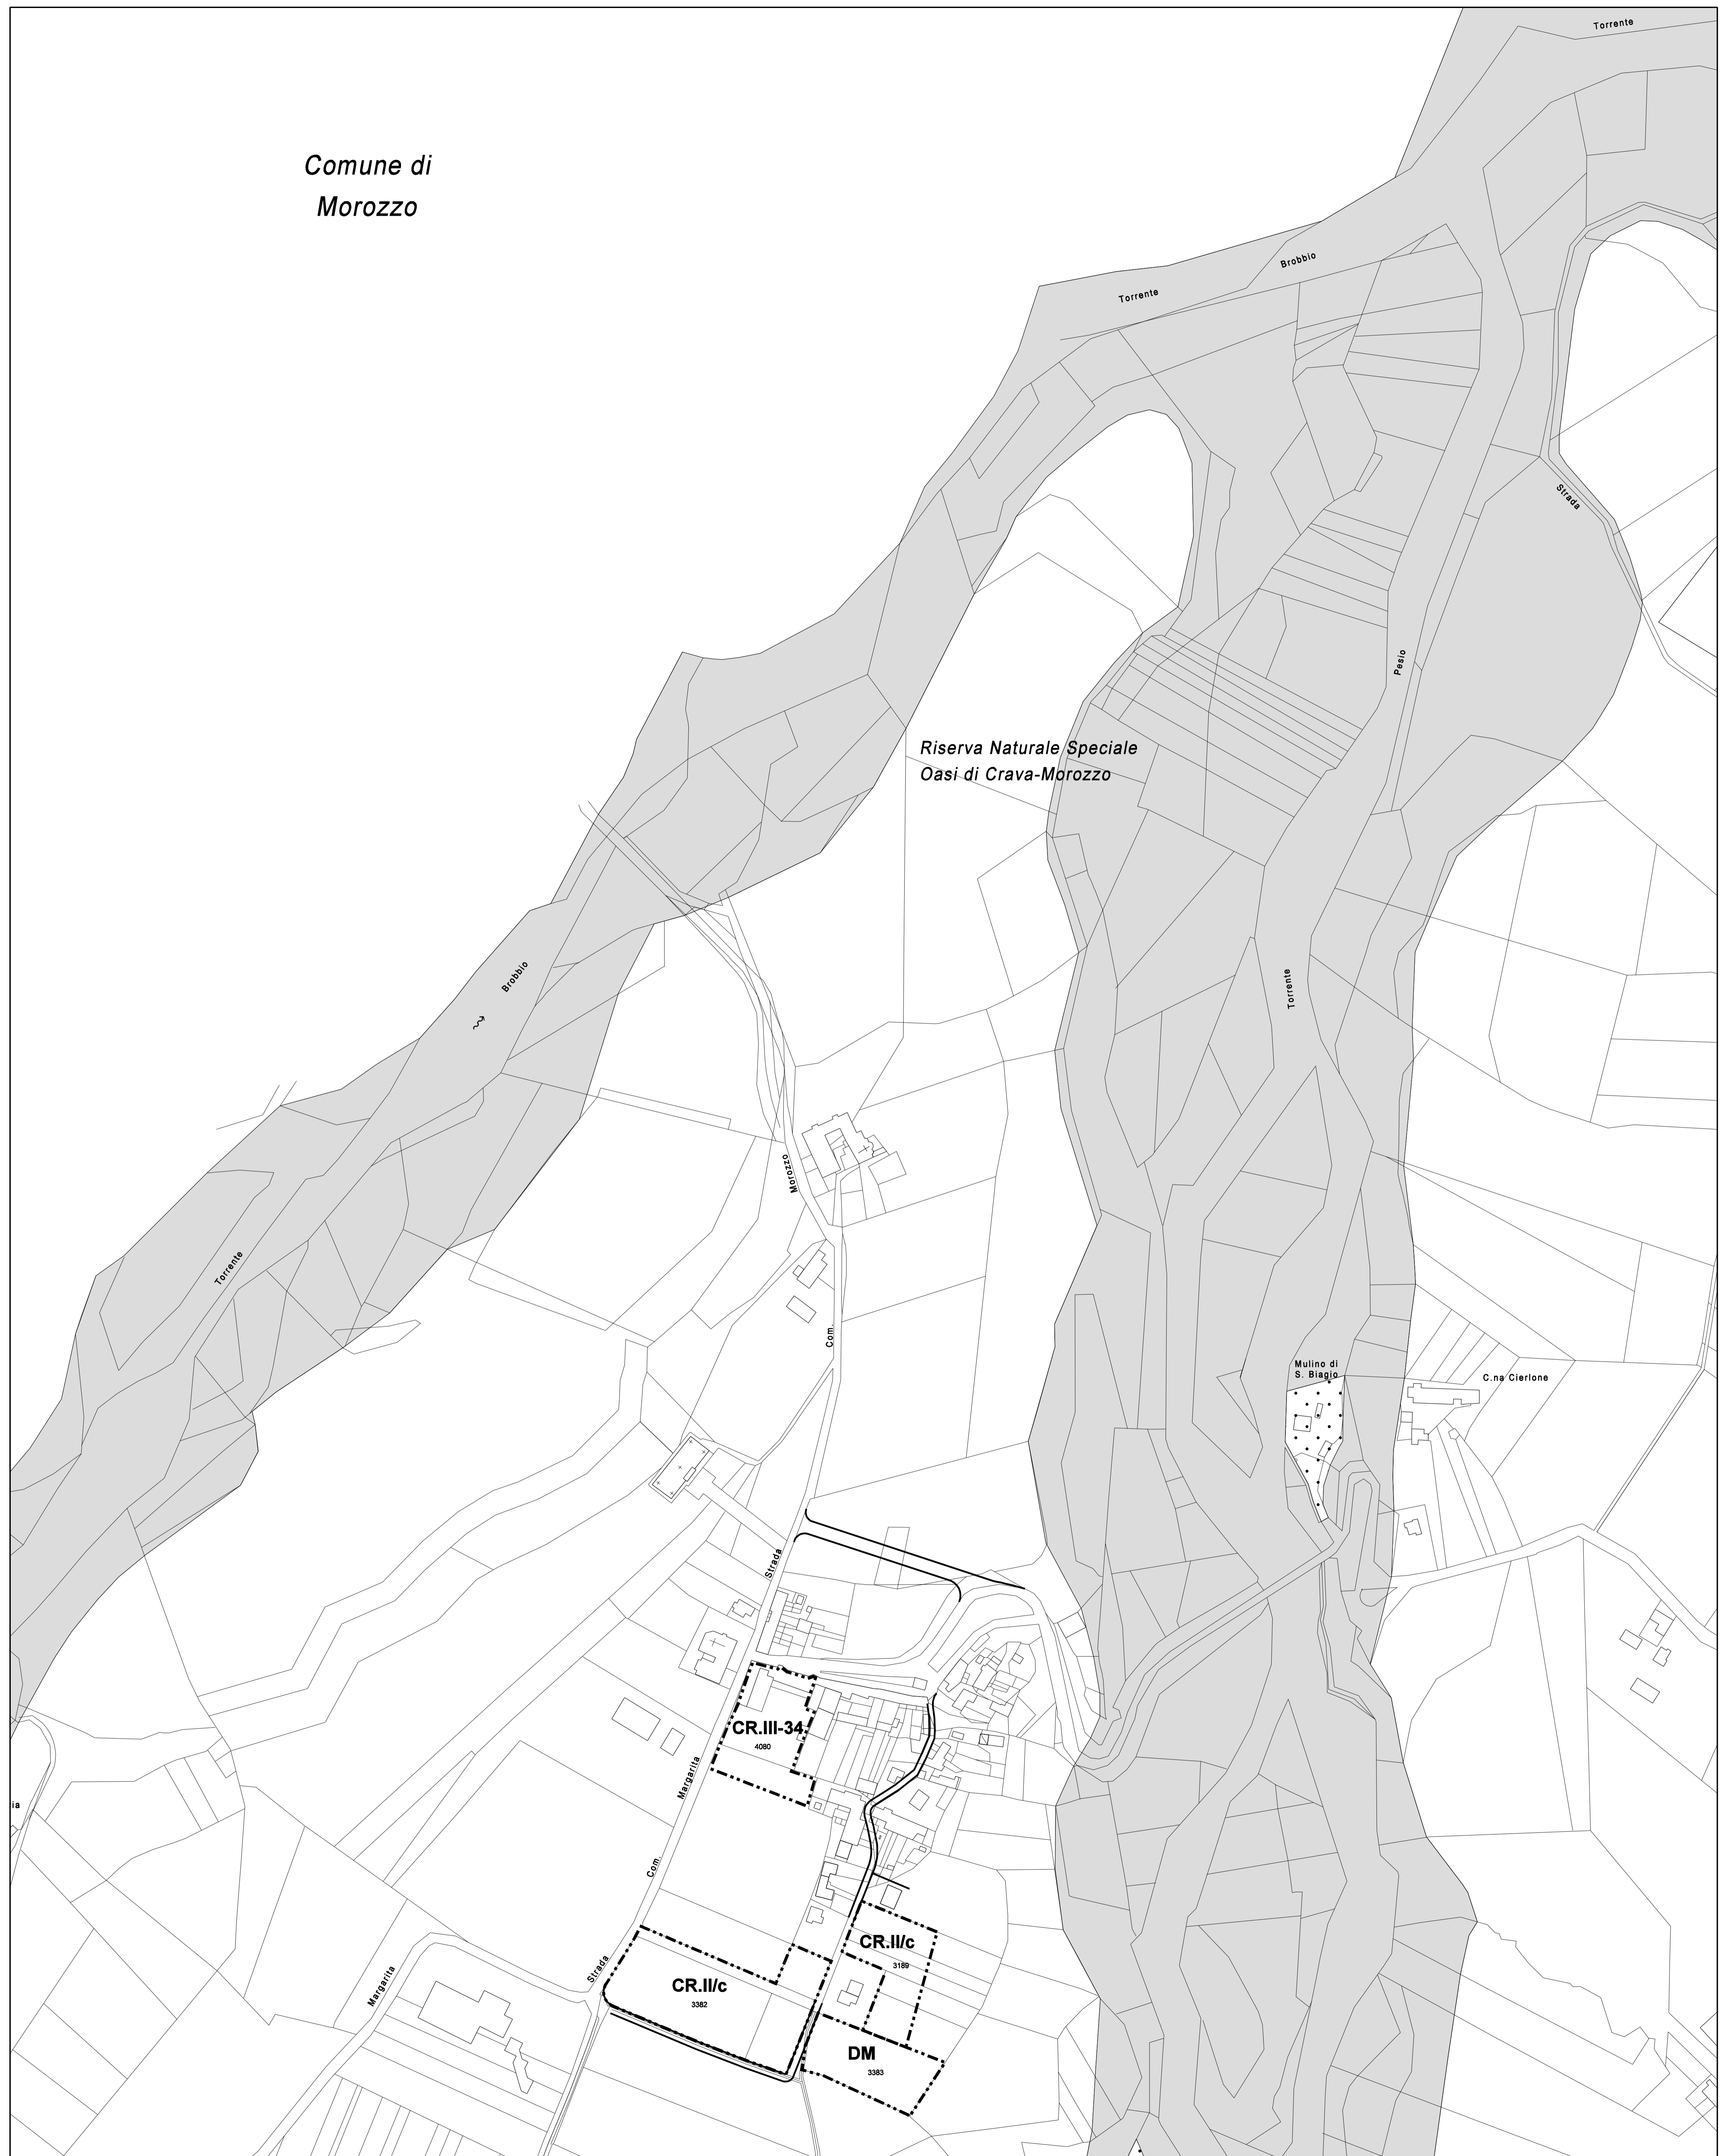 Torrente
Comune di
Morozzo
Brobbio
Torrente
Strada
Pesio
Riserva Naturale Speciale
Oasi di Crava-Morozzo
Brobbio
Torrente
Morozzo
Torrente
Com.
Mulino di
S. Biagio
C.na Cierlone
Strada
CR.III-34
4080
Margarita
ia
Com.
CR.II/c
3189
Strada
Margarita
CR.II/c
3382
DM
3383